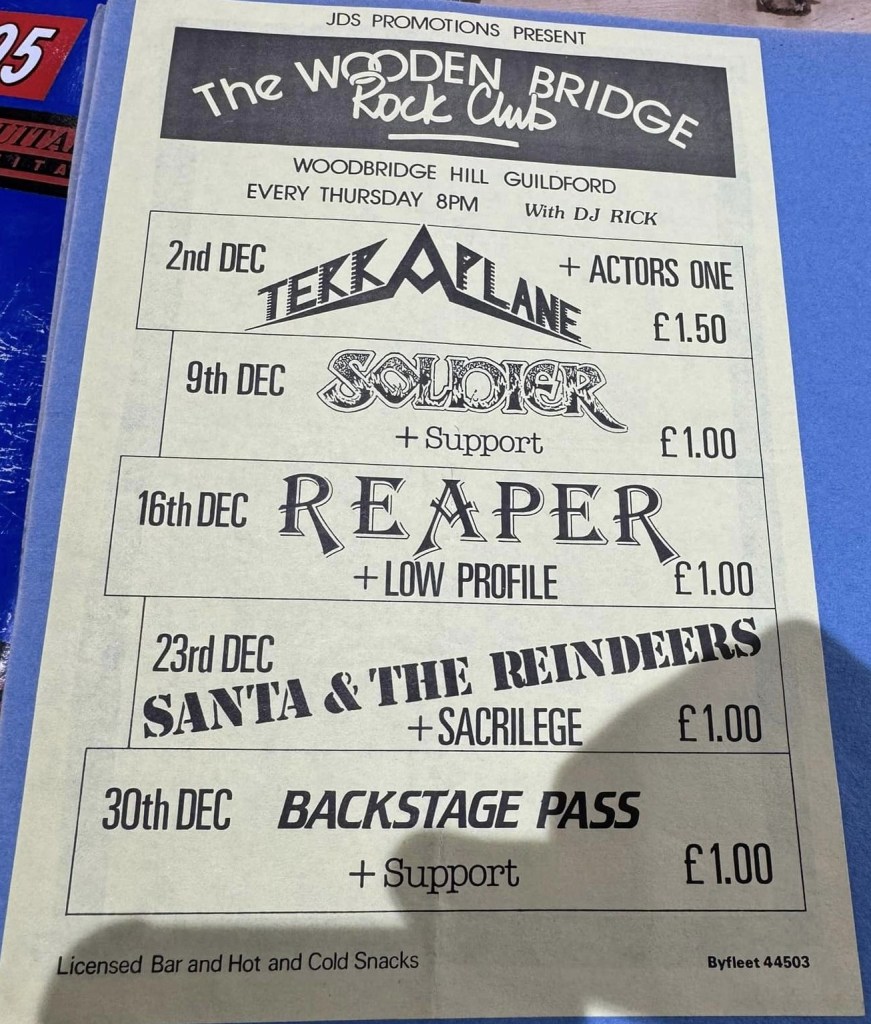 JDS PROMOTIONS PRESENT
The WOODEN BRIDGE
Rock Club
WOODBRIDGE HILL GUILDFORD
EVERY THURSDAY 8PM With DJ RICK
2nd DEC TERRAPLANE + ACTORS ONE
£1.50
9th DEC SOLDIER
+ Support £1.00
16th DEC REAPER
+ LOW PROFILE £1.00
23rd DEC
SANTA & THE REINDEERS
+ SACRILEGE £1.00
30th DEC BACKSTAGE PASS
+ Support £1.00
Licensed Bar and Hot and Cold Snacks Byfleet 44503